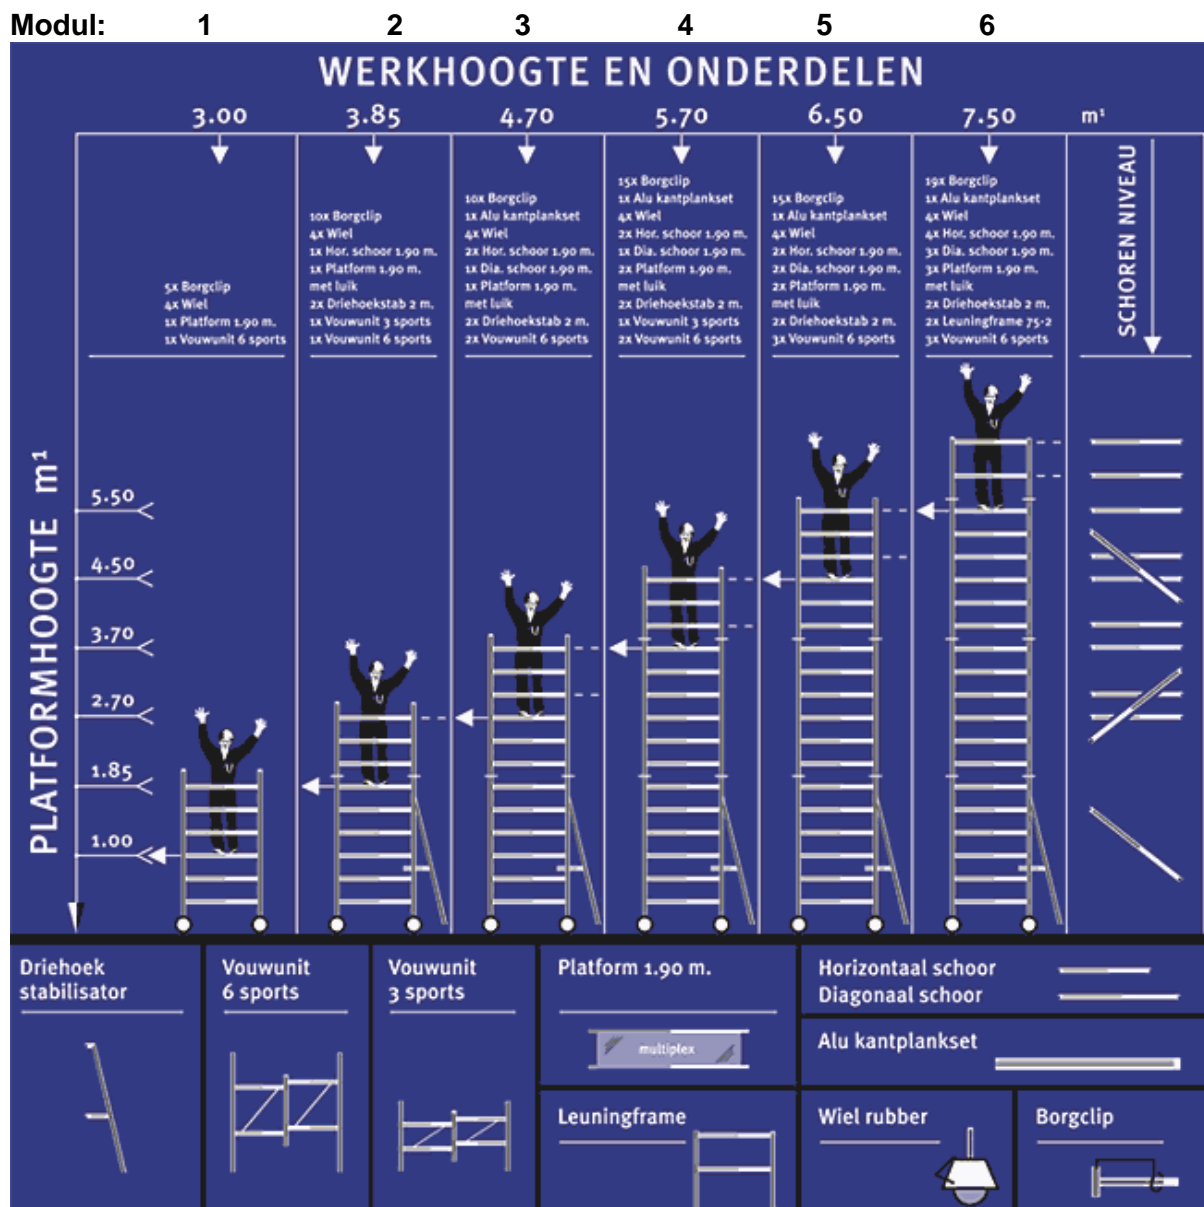 Modul: 1 2 3 4 5 6
WERKHOOGTE EN ONDERDELEN
3.00 3.85 4.70 5.70 6.50 7.50 m¹
5x Borgclip
4x Wiel
1x Platform 1.90 m.
1x Vouwunit 6 sports
10x Borgclip
4x Wiel
1x Hor. schoor 1.90 m.
1x Platform 1.90 m.
met luik
2x Driehoekstab 2 m.
1x Vouwunit 3 sports
1x Vouwunit 6 sports
10x Borgclip
1x Alu kantplankset
4x Wiel
2x Hor. schoor 1.90 m.
1x Dia. schoor 1.90 m.
1x Platform 1.90 m.
met luik
2x Driehoekstab 2 m.
2x Vouwunit 6 sports
15x Borgclip
1x Alu kantplankset
4x Wiel
2x Hor. schoor 1.90 m.
1x Dia. schoor 1.90 m.
2x Platform 1.90 m.
met luik
2x Driehoekstab 2 m.
1x Vouwunit 3 sports
2x Vouwunit 6 sports
15x Borgclip
1x Alu kantplankset
4x Wiel
2x Hor. schoor 1.90 m.
2x Dia. schoor 1.90 m.
2x Platform 1.90 m.
met luik
2x Driehoekstab 2 m.
3x Vouwunit 6 sports
19x Borgclip
1x Alu kantplankset
4x Wiel
4x Hor. schoor 1.90 m.
3x Dia. schoor 1.90 m.
3x Platform 1.90 m.
met luik
2x Driehoekstab 2 m.
2x Leuningframe 75-2
3x Vouwunit 6 sports
SCHOREN NIVEAU
PLATFORMHOOGTE m¹
5.50
4.50
3.70
2.70
1.85
1.00
Driehoek
stabilisator
Vouwunit
6 sports
Vouwunit
3 sports
Platform 1.90 m.
multiplex
Leuningframe
Horizontaal schoor
Diagonaal schoor
Alu kantplankset
Wiel rubber
Borgclip